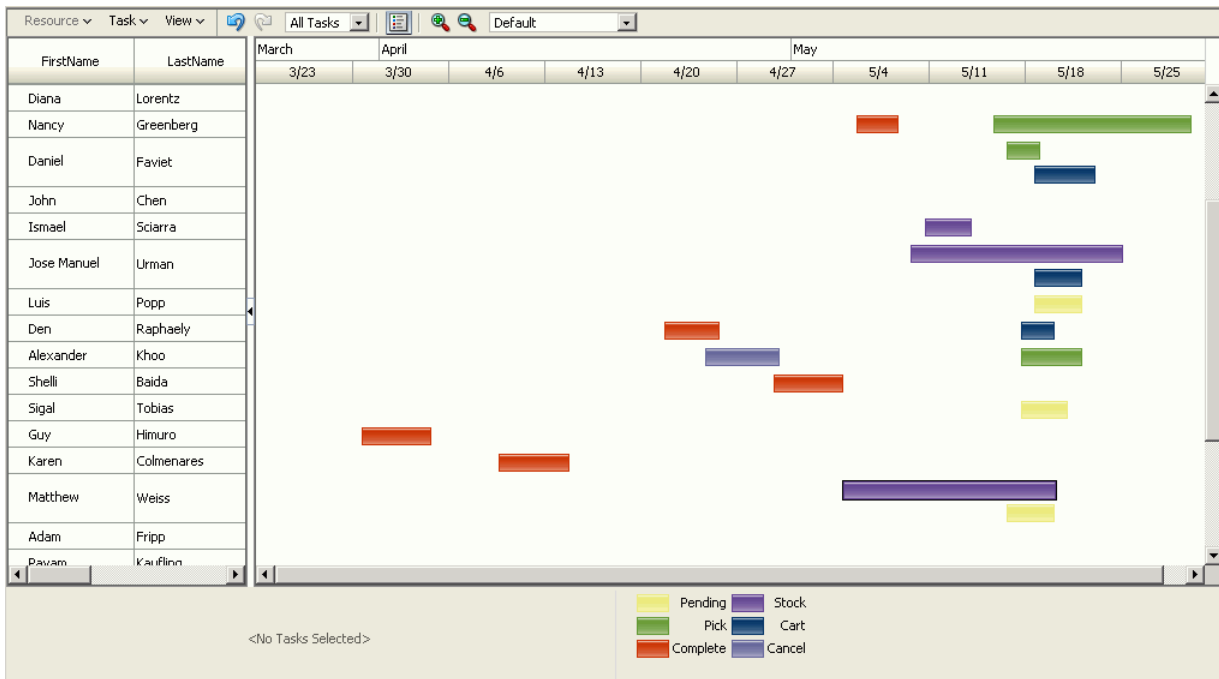 Resource Task View All Tasks Default
FirstName LastName
March April May
3/23 3/30 4/6 4/13 4/20 4/27 5/4 5/11 5/18 5/25
Diana Lorentz
Nancy Greenberg
Daniel Faviet
John Chen
Ismael Sciarra
Jose Manuel Urman
Luis Popp
Den Raphaely
Alexander Khoo
Shelli Baida
Sigal Tobias
Guy Himuro
Karen Colmenares
Matthew Weiss
Adam Fripp
Payam Kaufling
<No Tasks Selected>
Pending Stock
Pick Cart
Complete Cancel